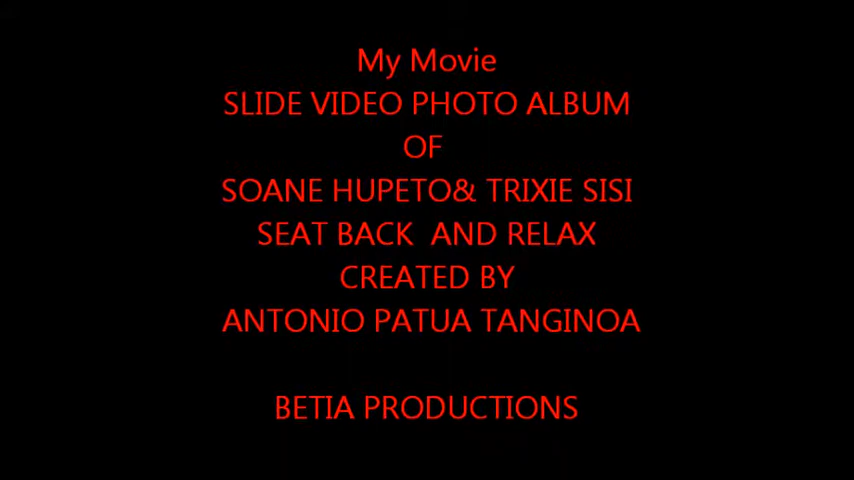 My Movie
SLIDE VIDEO PHOTO ALBUM
OF
SOANE HUPETO& TRIXIE SISI
SEAT BACK  AND RELAX
CREATED BY
ANTONIO PATUA TANGINOA
BETIA PRODUCTIONS